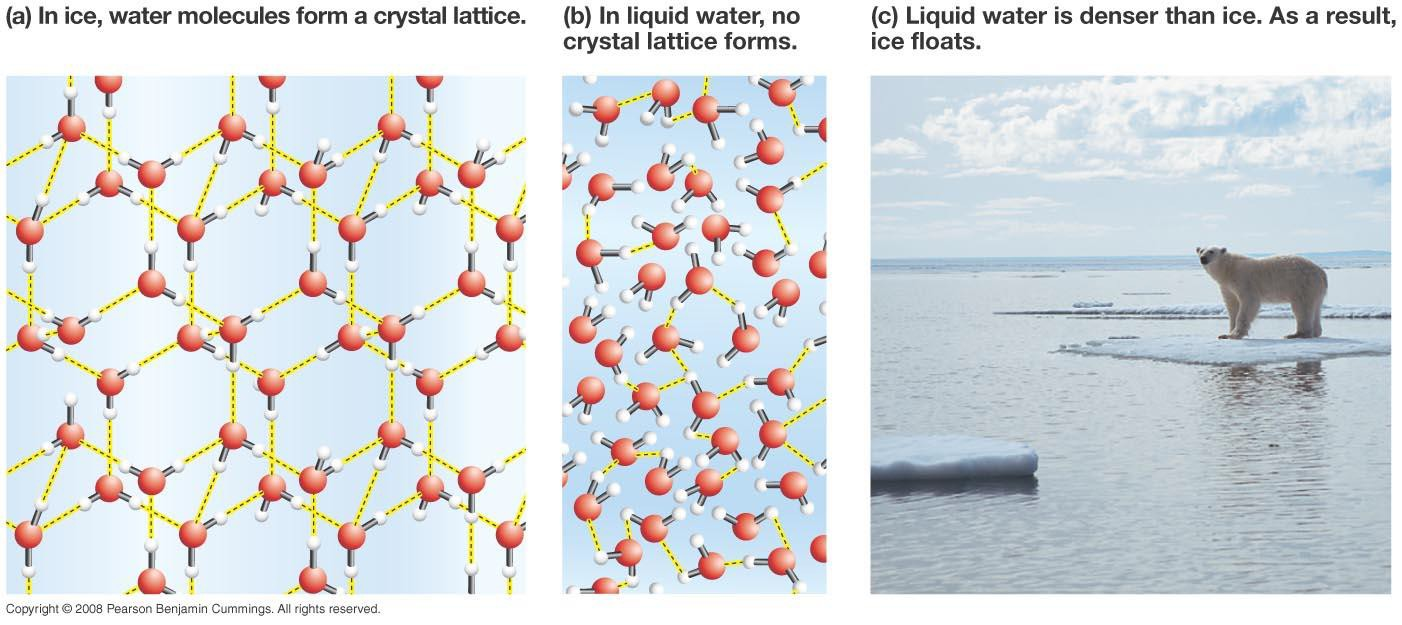 (a) In ice, water molecules form a crystal lattice.
(b) In liquid water, no
crystal lattice forms.
(c) Liquid water is denser than ice. As a result,
ice floats.
Copyright © 2008 Pearson Benjamin Cummings. All rights reserved.